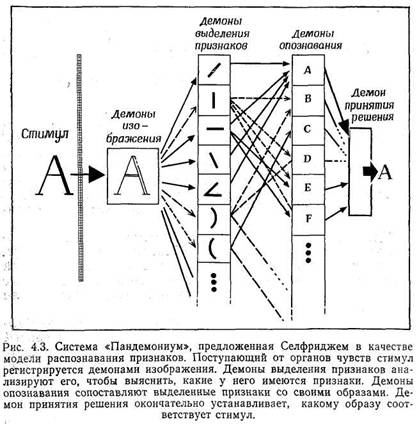 Демоны
выделения
признаков
Демоны
опознавания
Демоны
изо-
бражения
Демон
принятия
решения
Стимул
A
A
A
B
C
D
E
F
A
Рис. 4.3. Система «Пандемониум», предложенная Селфриджем в качестве
модели распознавания признаков. Поступающий от органов чувств стимул
регистрируется демонами изображения. Демоны выделения признаков ана-
лизируют его, чтобы выяснить, какие у него имеются признаки. Демоны
опознавания сопоставляют выделенные признаки со своими образами. Де-
мон принятия решения окончательно устанавливает, какому образу соот-
ветствует стимул.